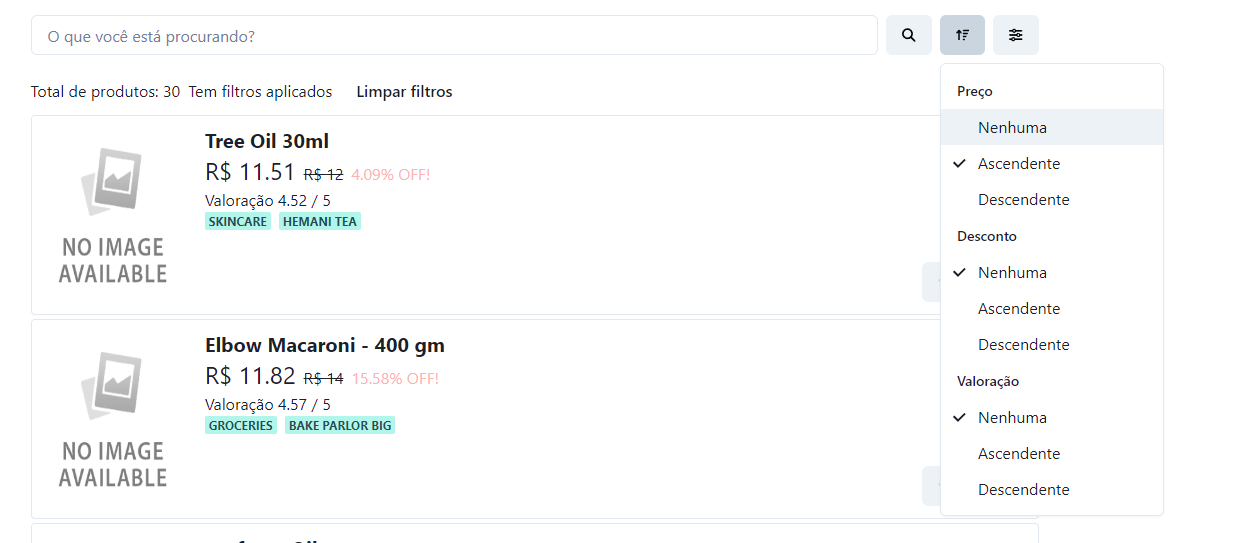 O que você está procurando?
Total de produtos: 30 Tem filtros aplicados Limpar filtros
Tree Oil 30ml
R$ 11.51 R$ 12 4.09% OFF!
Valoração 4.52 / 5
SKINCARE HEMANI TEA
NO IMAGE
AVAILABLE
Elbow Macaroni - 400 gm
R$ 11.82 R$ 14 15.58% OFF!
Valoração 4.57 / 5
GROCERIES BAKE PARLOR BIG
NO IMAGE
AVAILABLE
Preço
Nenhuma
Ascendente
Descendente
Desconto
Nenhuma
Ascendente
Descendente
Valoração
Nenhuma
Ascendente
Descendente